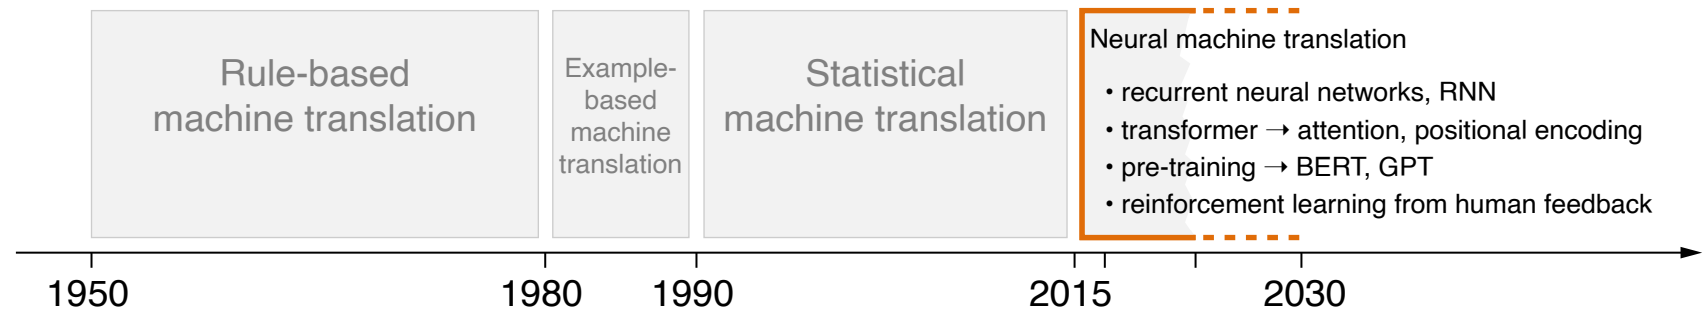 Rule-based
machine translation
Example-
based
machine
translation
Statistical
machine translation
Neural machine translation
• recurrent neural networks, RNN
• transformer → attention, positional encoding
• pre-training → BERT, GPT
• reinforcement learning from human feedback
1950
1980
1990
2015
2030